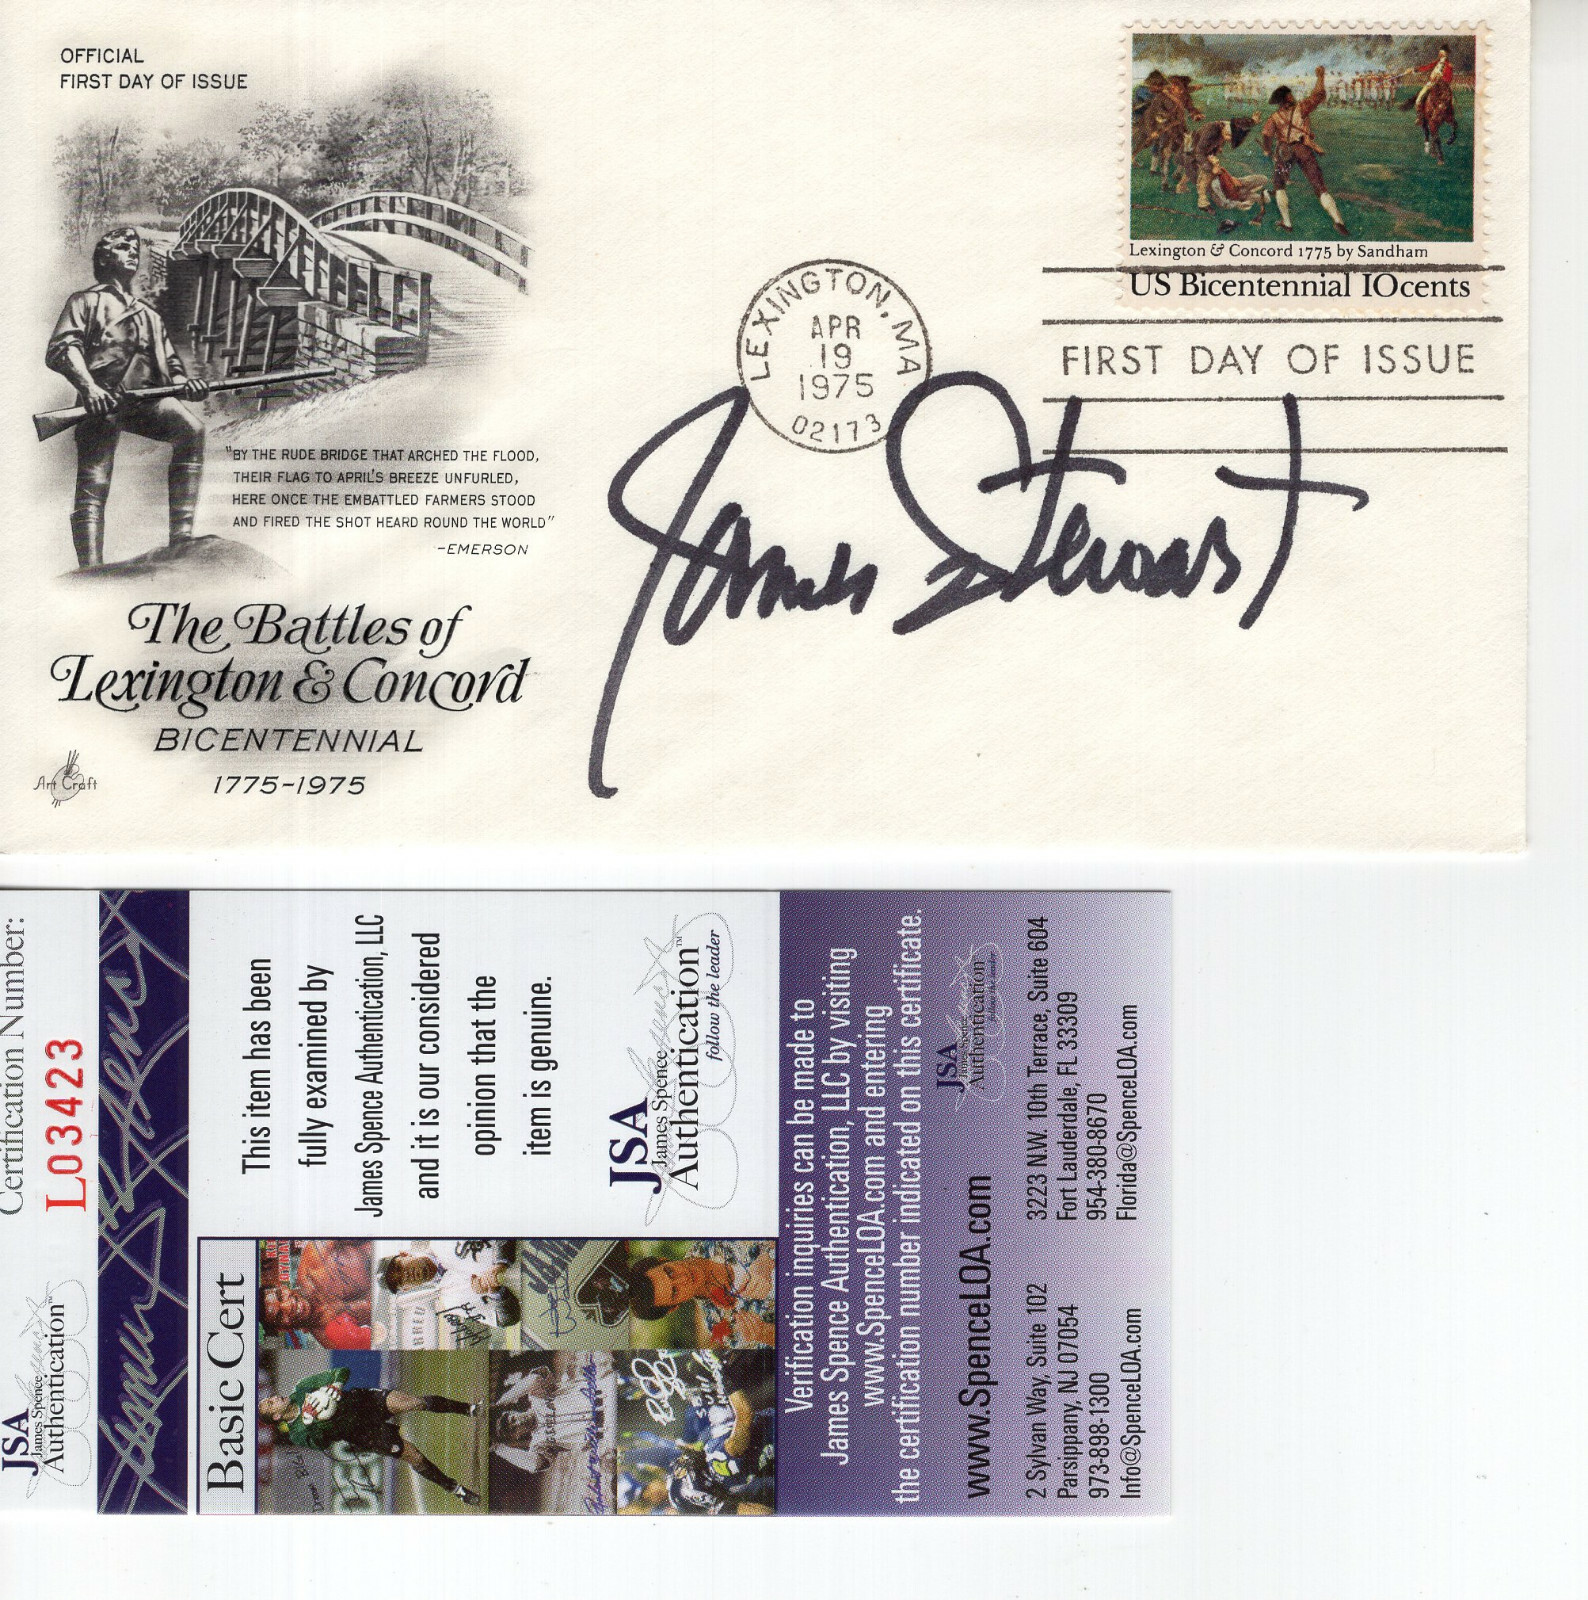 OFFICIAL
FIRST DAY OF ISSUE
"BY THE RUDE BRIDGE THAT ARCHED THE FLOOD,
THEIR FLAG TO APRIL'S BREEZE UNFURLED,
HERE ONCE THE EMBATTLED FARMERS STOOD
AND FIRED THE SHOT HEARD ROUND THE WORLD"
-EMERSON
The Battles of
Lexington & Concord
BICENTENNIAL
1775-1975
Art Craft
Lexington & Concord 1775 by Sandham
US Bicentennial 10cents
LEXINGTON, MA
APR
19
1975
02173
FIRST DAY OF ISSUE
James Stewart
Certification Number:
L03423
JSA
James Spence
Authentication™
Basic Cert
This item has been
fully examined by
James Spence Authentication, LLC
and it is our considered
opinion that the
item is genuine.
JSA
James Spence
Authentication™
follow the leader
Verification inquiries can be made to
James Spence Authentication, LLC by visiting
www.SpenceLOA.com and entering
the certification number indicated on this certificate.
JSA
James Spence
Authentication
follow the leader
www.SpenceLOA.com
2 Sylvan Way, Suite 102
Parsippany, NJ 07054
973-898-1300
Info@SpenceLOA.com
3223 N.W. 10th Terrace, Suite 604
Fort Lauderdale, FL 33309
954-380-8670
Florida@SpenceLOA.com